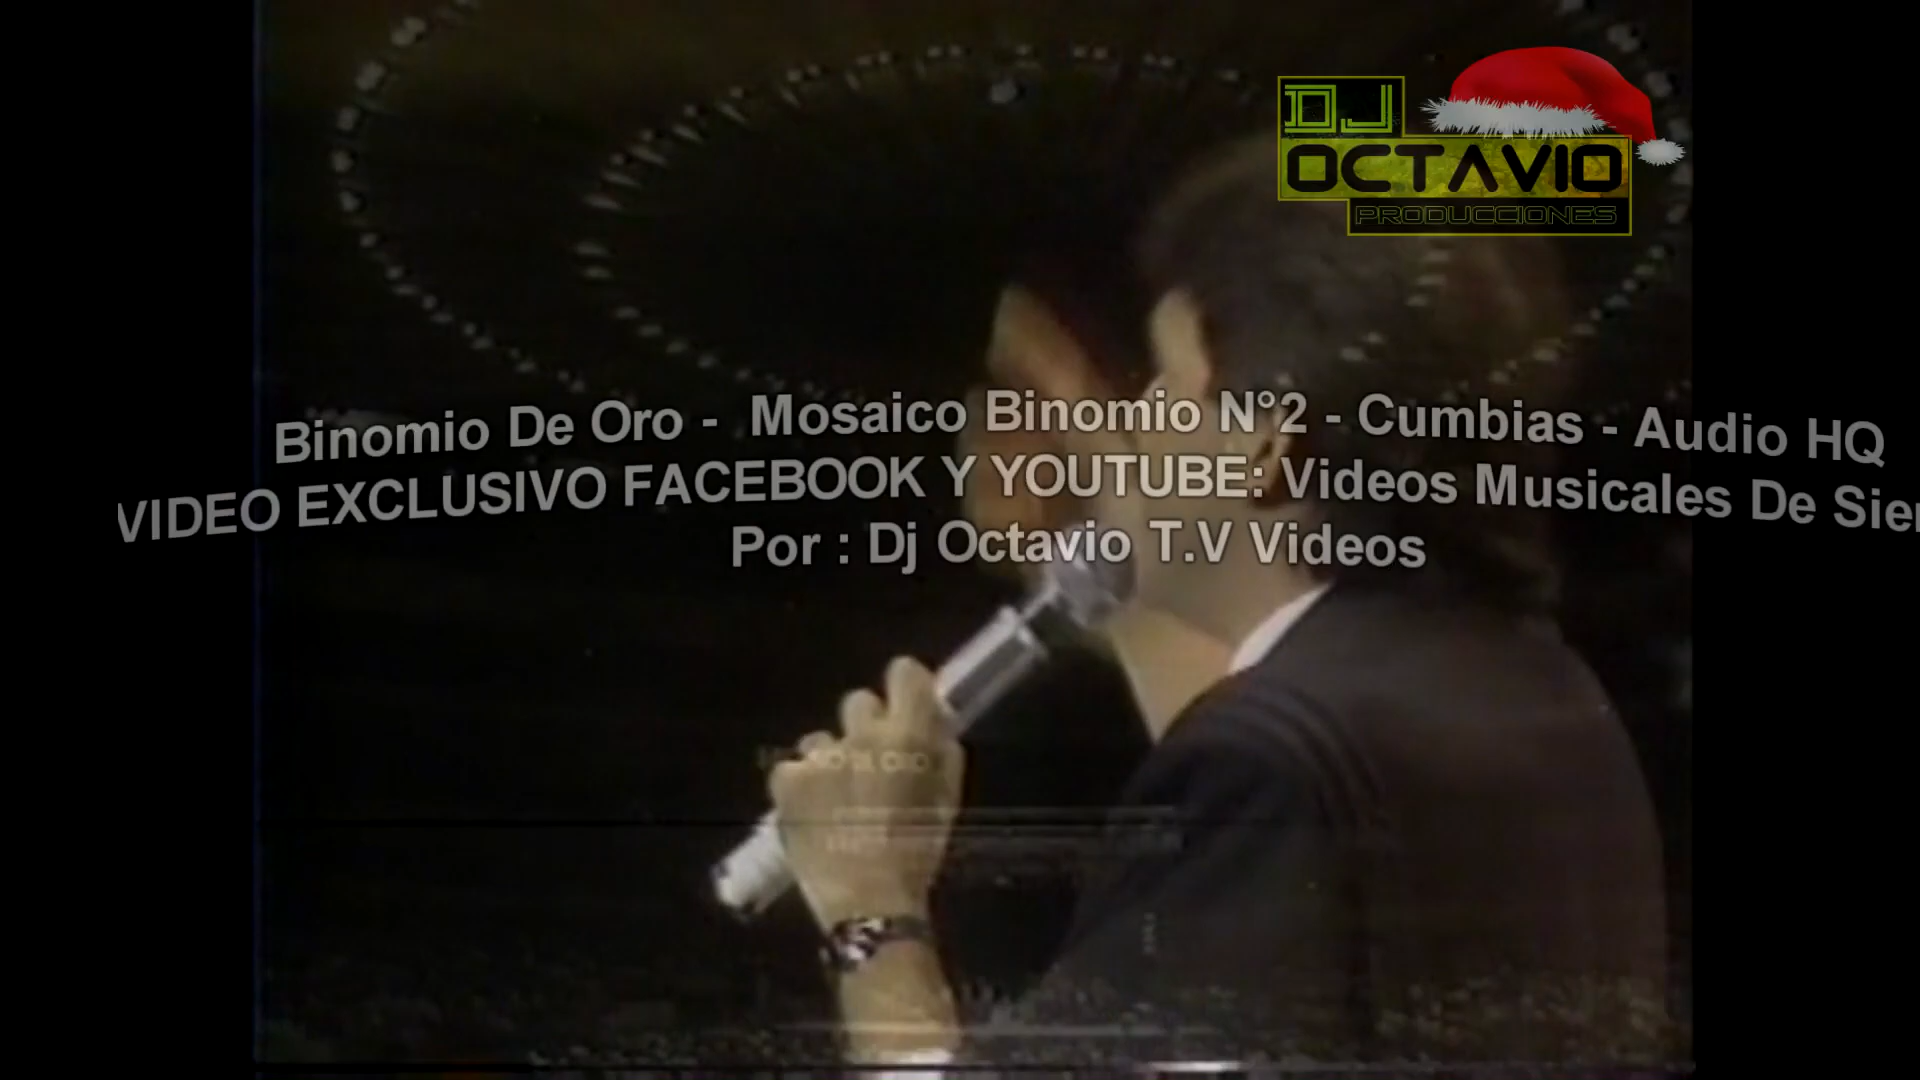 DJ
OCTAVIO
PRODUCCIONES
Binomio De Oro - Mosaico Binomio N°2 - Cumbias - Audio HQ
VIDEO EXCLUSIVO FACEBOOK Y YOUTUBE: Videos Musicales De
Por : Dj Octavio T.V Videos